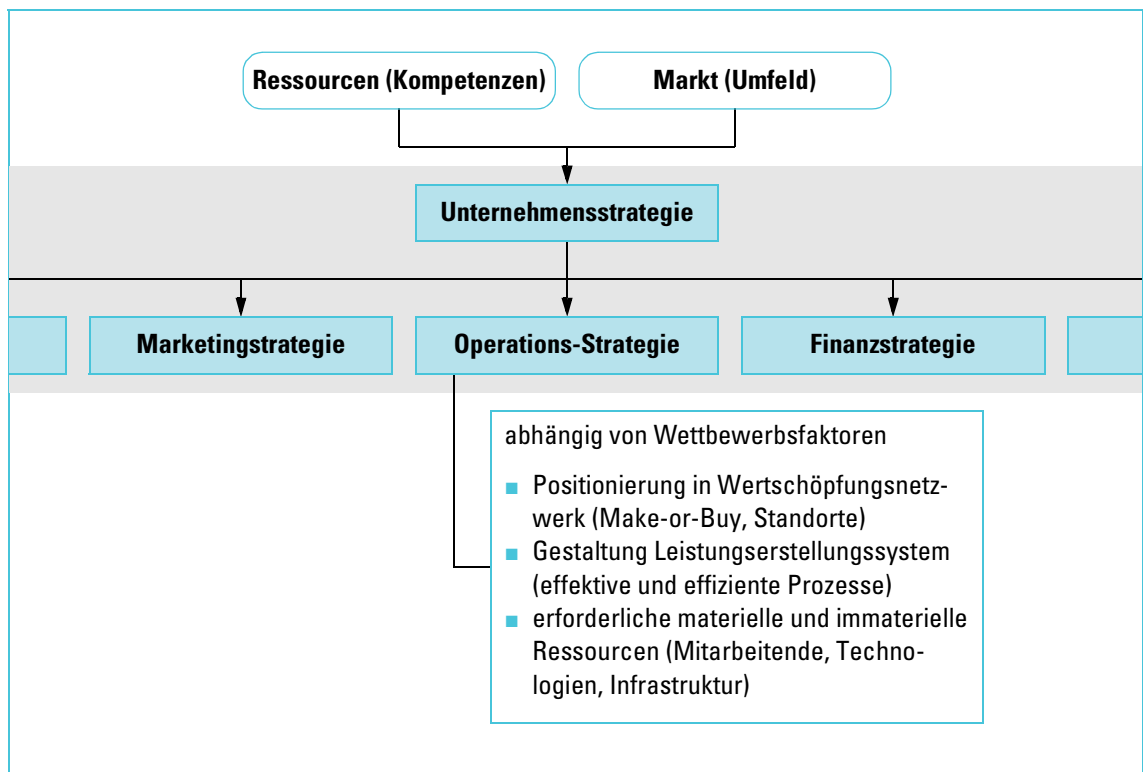 Ressourcen (Kompetenzen)
Markt (Umfeld)
Unternehmensstrategie
Marketingstrategie
Operations-Strategie
Finanzstrategie
abhängig von Wettbewerbsfaktoren
■ Positionierung in Wertschöpfungsnetz-
werk (Make-or-Buy, Standorte)
■ Gestaltung Leistungserstellungssystem
(effektive und effiziente Prozesse)
■ erforderliche materielle und immaterielle
Ressourcen (Mitarbeitende, Techno-
logien, Infrastruktur)